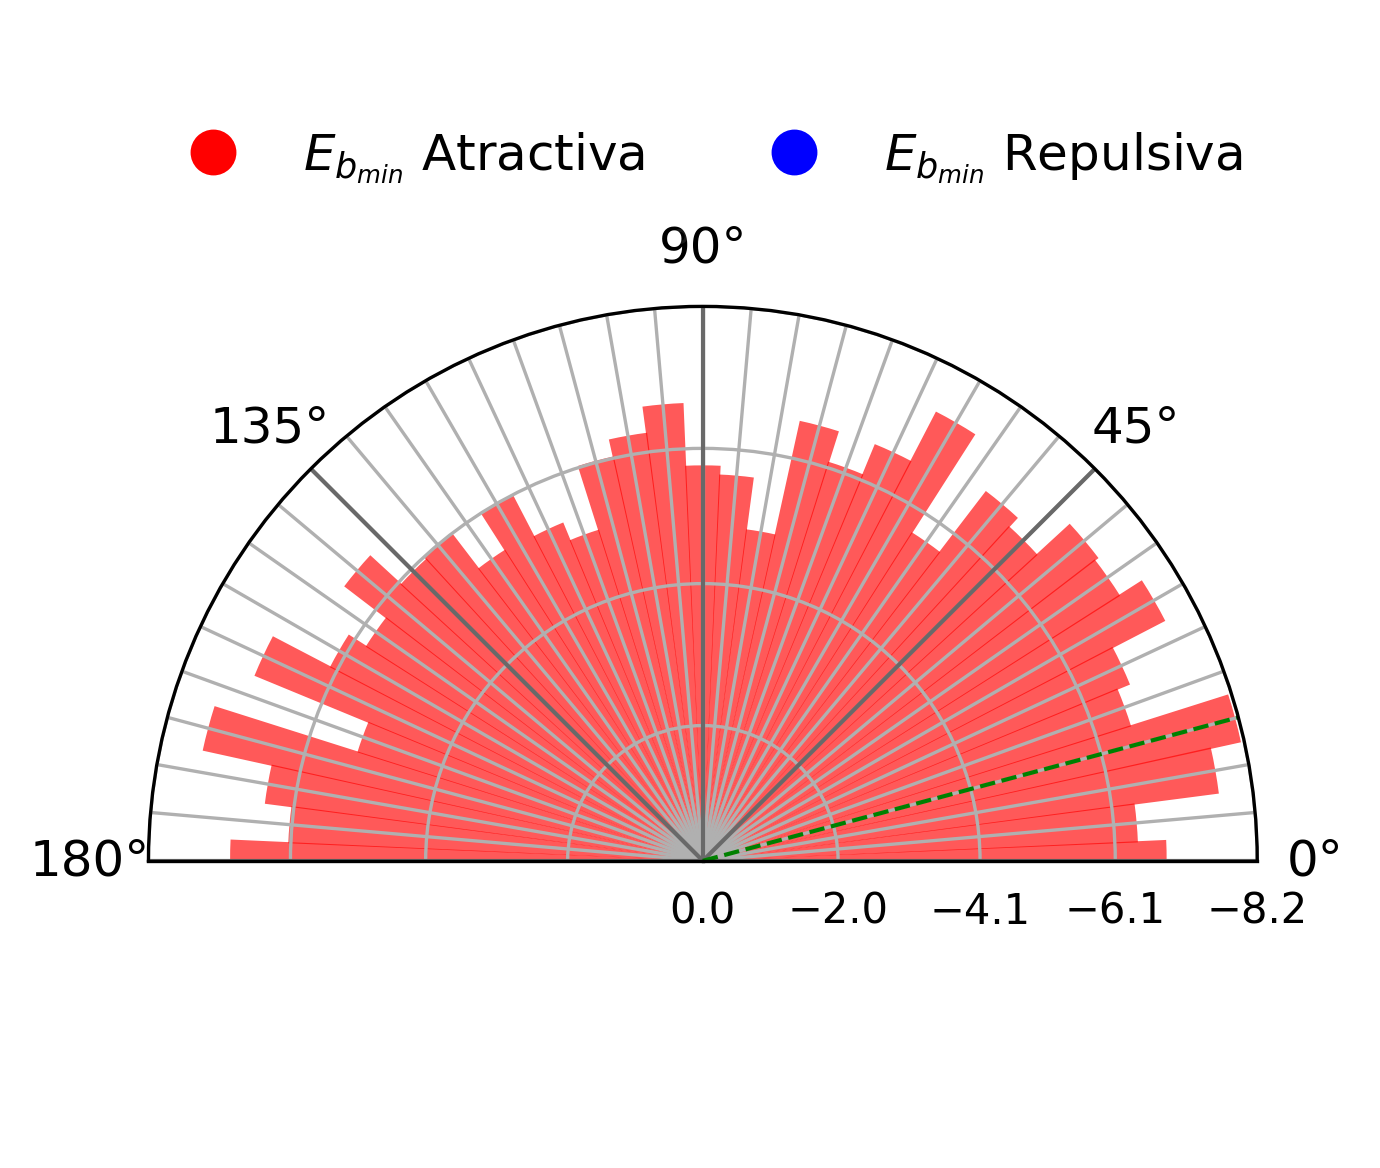 E_{b_{min}} Atractiva E_{b_{min}} Repulsiva
90°
135° 45°
180° 0°
0.0 −2.0 −4.1 −6.1 −8.2